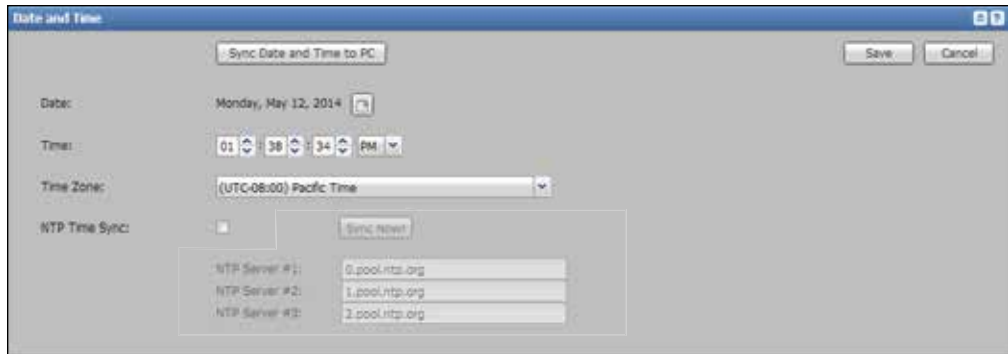 Date and Time
Sync Date and Time to PC
Save
Cancel
Date:
Monday, May 12, 2014
Time:
01 : 38 : 34 PM
Time Zone:
(UTC-08:00) Pacific Time
NTP Time Sync:
Sync Now!
NTP Server #1:
0.pool.ntp.org
NTP Server #2:
1.pool.ntp.org
NTP Server #3:
2.pool.ntp.org